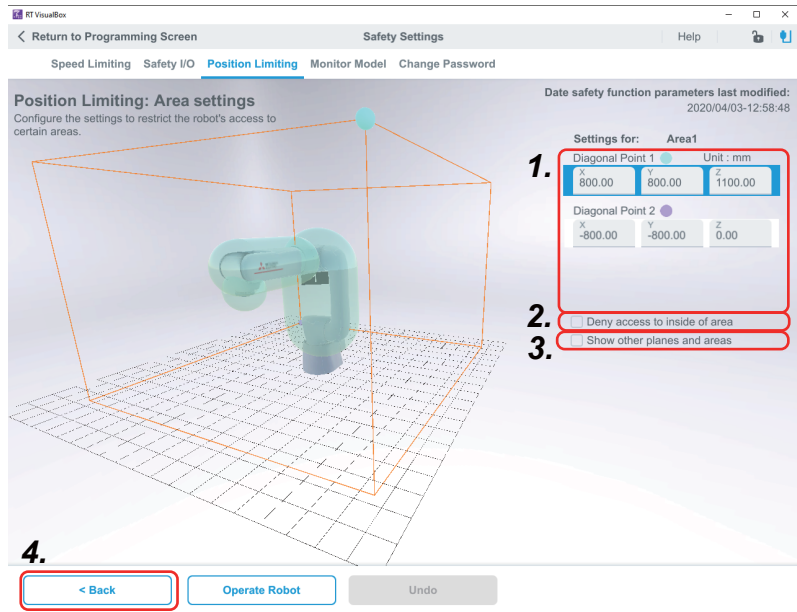 RT VisualBox
Return to Programming Screen
Safety Settings
Help
Speed Limiting Safety I/O Position Limiting Monitor Model Change Password
Position Limiting: Area settings
Configure the settings to restrict the robot's access to
certain areas.
Date safety function parameters last modified:
2020/04/03-12:58:48
Settings for: Area1
1.
Diagonal Point 1 Unit : mm
X Y Z
800.00 800.00 1100.00
Diagonal Point 2
X Y Z
-800.00 -800.00 0.00
2.
Deny access to inside of area
3.
Show other planes and areas
4.
< Back
Operate Robot
Undo